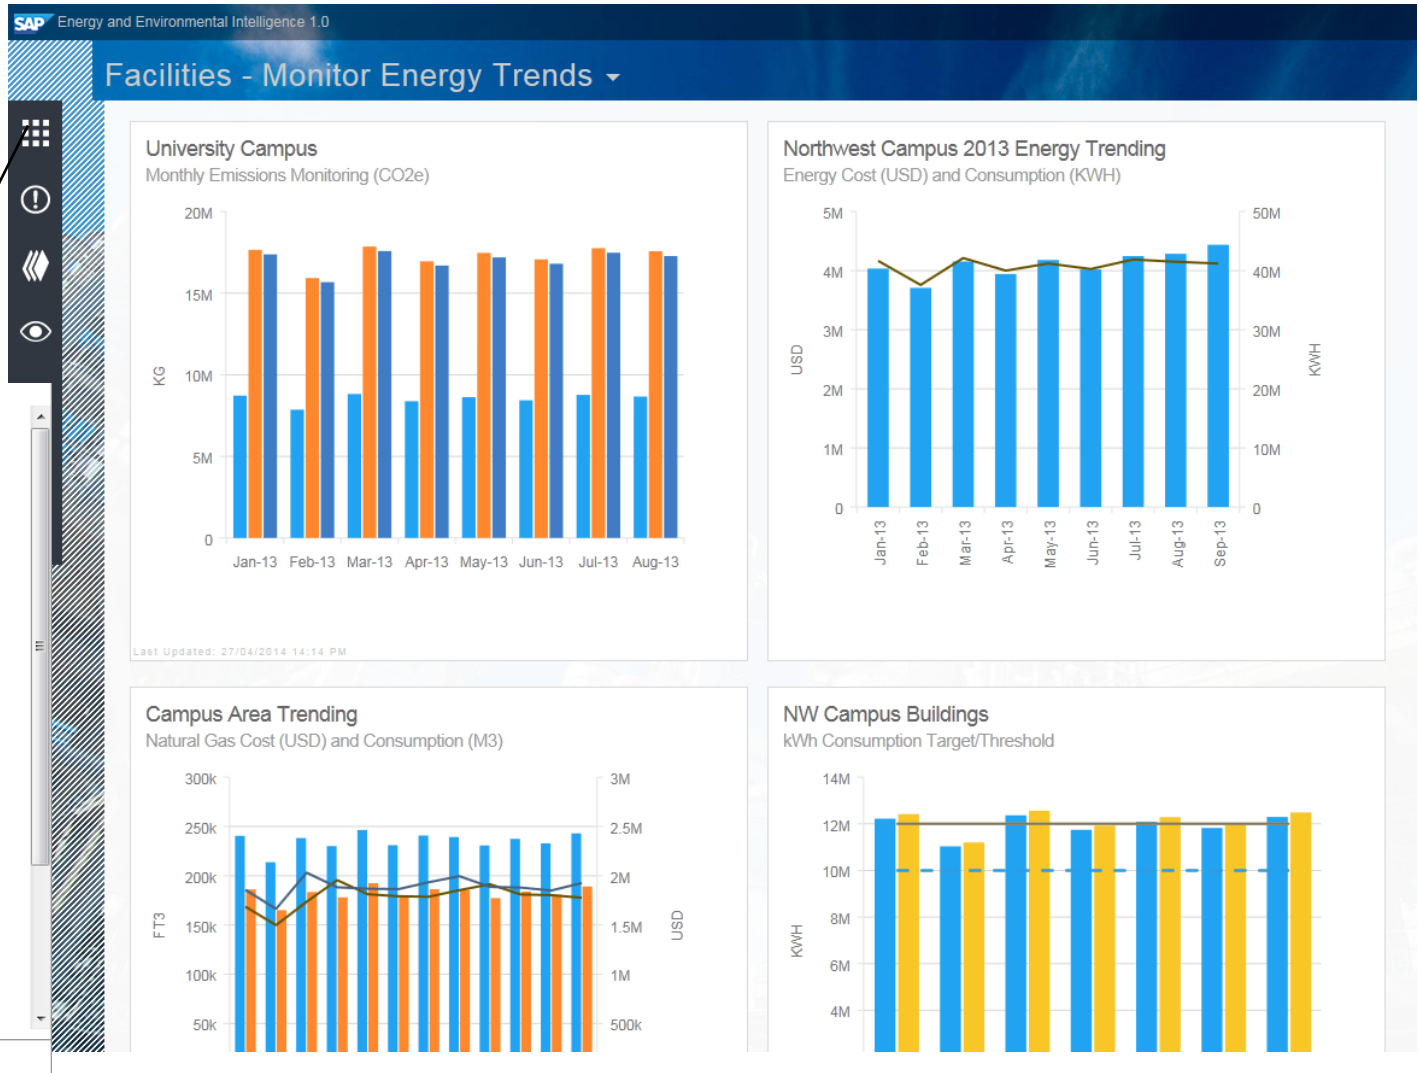 SAP Energy and Environmental Intelligence 1.0
Facilities - Monitor Energy Trends
University Campus
Monthly Emissions Monitoring (CO2e)
20M
15M
10M
5M
0
KG
Jan-13 Feb-13 Mar-13 Apr-13 May-13 Jun-13 Jul-13 Aug-13
Last Updated: 27/04/2014 14:14 PM
Northwest Campus 2013 Energy Trending
Energy Cost (USD) and Consumption (KWH)
5M
4M
3M
2M
1M
0
USD
50M
40M
30M
20M
10M
0
KWH
Jan-13 Feb-13 Mar-13 Apr-13 May-13 Jun-13 Jul-13 Aug-13 Sep-13
Campus Area Trending
Natural Gas Cost (USD) and Consumption (M3)
300k
250k
200k
150k
100k
50k
FT3
3M
2.5M
2M
1.5M
1M
500k
USD
NW Campus Buildings
kWh Consumption Target/Threshold
14M
12M
10M
8M
6M
4M
KWH